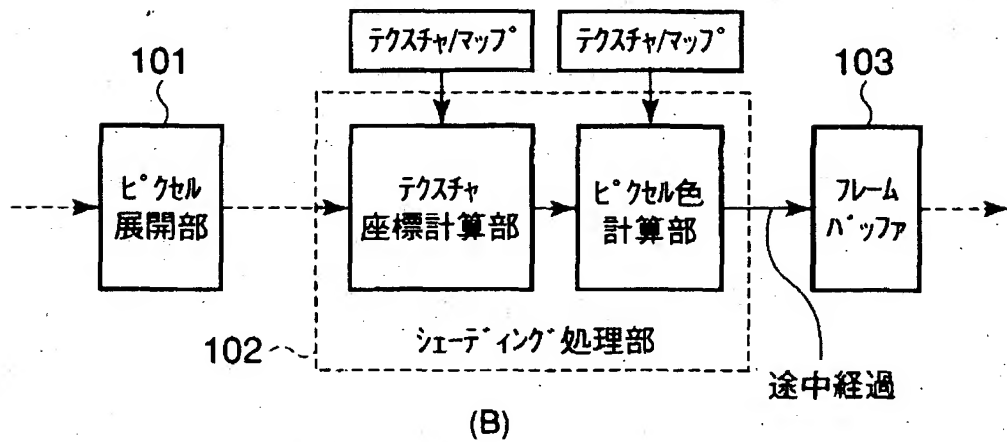 テクスチャ/マップ
テクスチャ/マップ
101
103
ピクセル
展開部
テクスチャ
座標計算部
ピクセル色
計算部
フレーム
バッファ
102
シェーディング処理部
途中経過
(B)